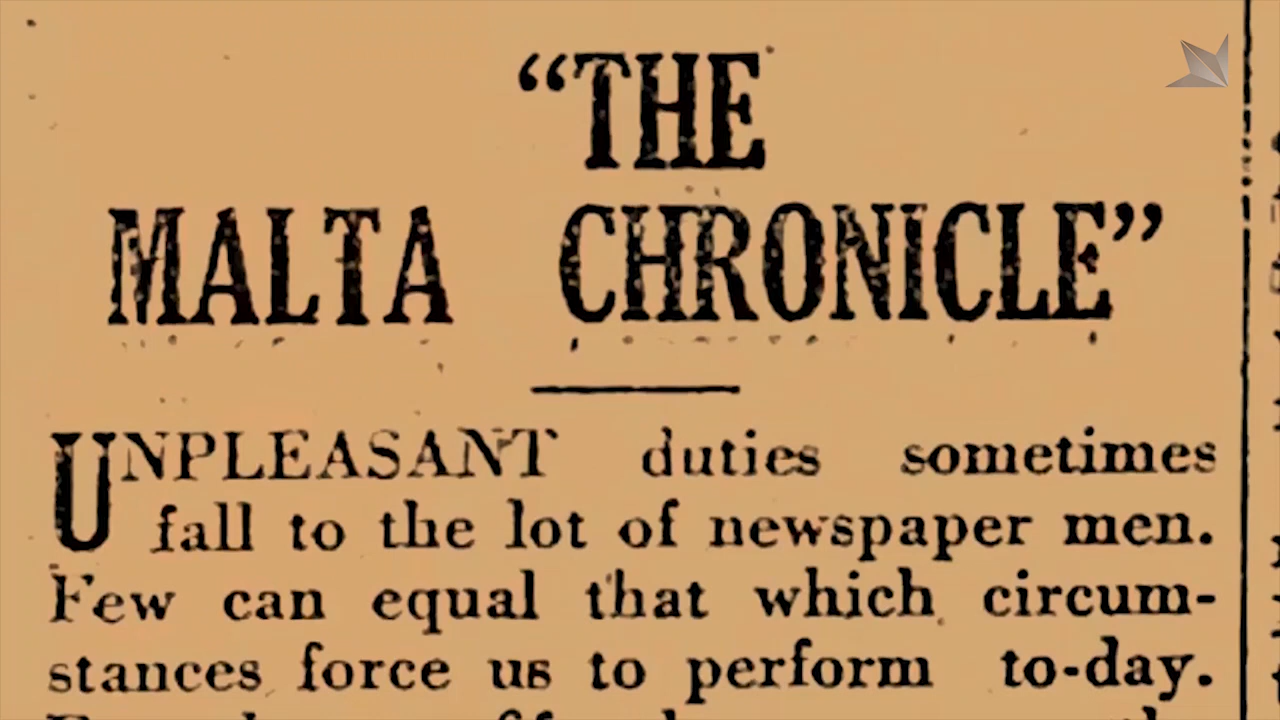 “THE
MALTA CHRONICLE”
UNPLEASANT duties sometimes
fall to the lot of newspaper men.
Few can equal that which circum-
stances force us to perform to-day.